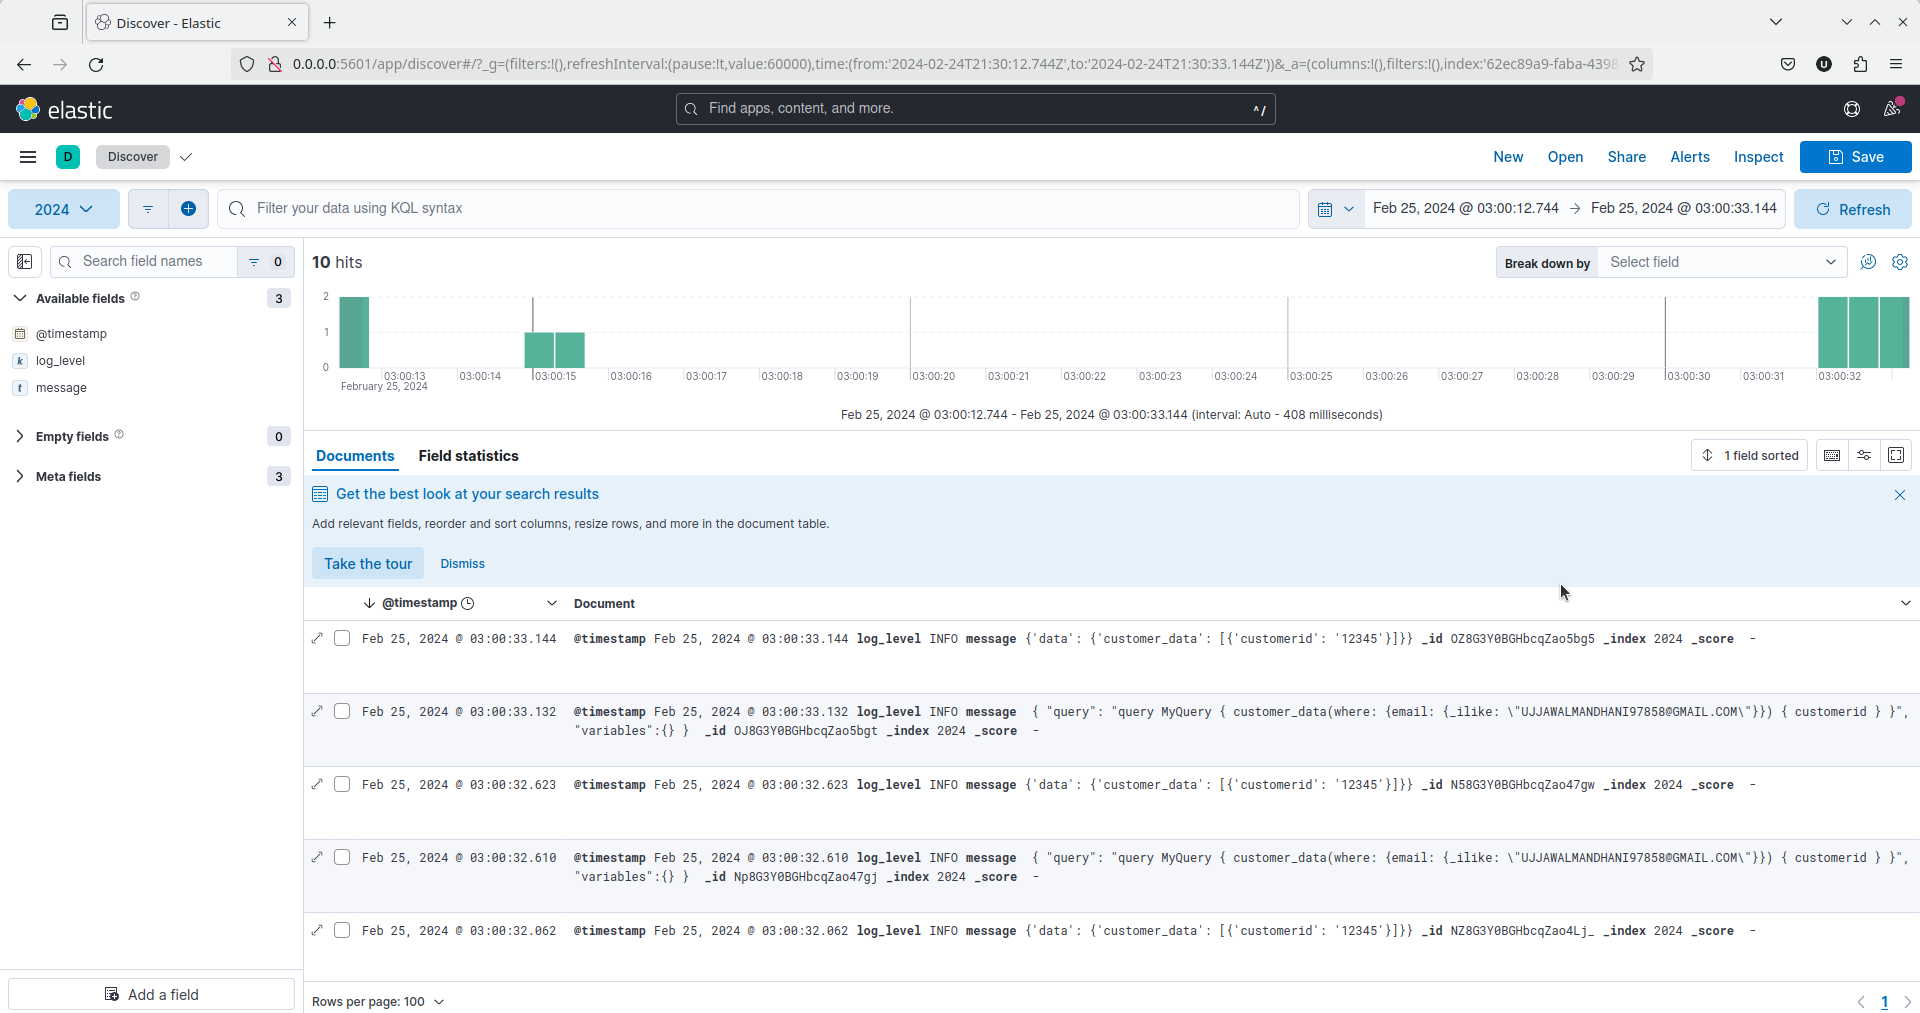 Discover - Elastic
0.0.0.0:5601/app/discover#/?_g=(filters:!(),refreshInterval:(pause:!t,value:60000),time:(from:'2024-02-24T21:30:12.744Z',to:'2024-02-24T21:30:33.144Z'))&_a=(columns:!(),filters:!(),index:'62ec89a9-faba-4398
U
elastic
Find apps, content, and more.
^/
D
Discover
New
Open
Share
Alerts
Inspect
Save
2024
Filter your data using KQL syntax
Feb 25, 2024 @ 03:00:12.744 → Feb 25, 2024 @ 03:00:33.144
Refresh
Search field names
0
Available fields
3
@timestamp
k log_level
t message
Empty fields
0
Meta fields
3
Add a field
10 hits
Break down by
Select field
2
1
0
03:00:13 03:00:14 03:00:15 03:00:16 03:00:17 03:00:18 03:00:19 03:00:20 03:00:21 03:00:22 03:00:23 03:00:24 03:00:25 03:00:26 03:00:27 03:00:28 03:00:29 03:00:30 03:00:31 03:00:32
February 25, 2024
Feb 25, 2024 @ 03:00:12.744 - Feb 25, 2024 @ 03:00:33.144 (interval: Auto - 408 milliseconds)
Documents
Field statistics
1 field sorted
Get the best look at your search results
Add relevant fields, reorder and sort columns, resize rows, and more in the document table.
Take the tour
Dismiss
@timestamp
Document
Feb 25, 2024 @ 03:00:33.144 @timestamp Feb 25, 2024 @ 03:00:33.144 log_level INFO message {'data': {'customer_data': [{'customerid': '12345'}]}} _id OZ8G3Y0BGHbcqZao5bg5 _index 2024 _score -
Feb 25, 2024 @ 03:00:33.132 @timestamp Feb 25, 2024 @ 03:00:33.132 log_level INFO message { "query": "query MyQuery { customer_data(where: {email: {_ilike: \"UJJAWALMANDHANI97858@GMAIL.COM\"}}) { customerid } }",
"variables":{} } _id OJ8G3Y0BGHbcqZao5bgt _index 2024 _score -
Feb 25, 2024 @ 03:00:32.623 @timestamp Feb 25, 2024 @ 03:00:32.623 log_level INFO message {'data': {'customer_data': [{'customerid': '12345'}]}} _id N58G3Y0BGHbcqZao47gw _index 2024 _score -
Feb 25, 2024 @ 03:00:32.610 @timestamp Feb 25, 2024 @ 03:00:32.610 log_level INFO message { "query": "query MyQuery { customer_data(where: {email: {_ilike: \"UJJAWALMANDHANI97858@GMAIL.COM\"}}) { customerid } }",
"variables":{} } _id Np8G3Y0BGHbcqZao47gj _index 2024 _score -
Feb 25, 2024 @ 03:00:32.062 @timestamp Feb 25, 2024 @ 03:00:32.062 log_level INFO message {'data': {'customer_data': [{'customerid': '12345'}]}} _id NZ8G3Y0BGHbcqZao4Lj_ _index 2024 _score -
Rows per page: 100
1